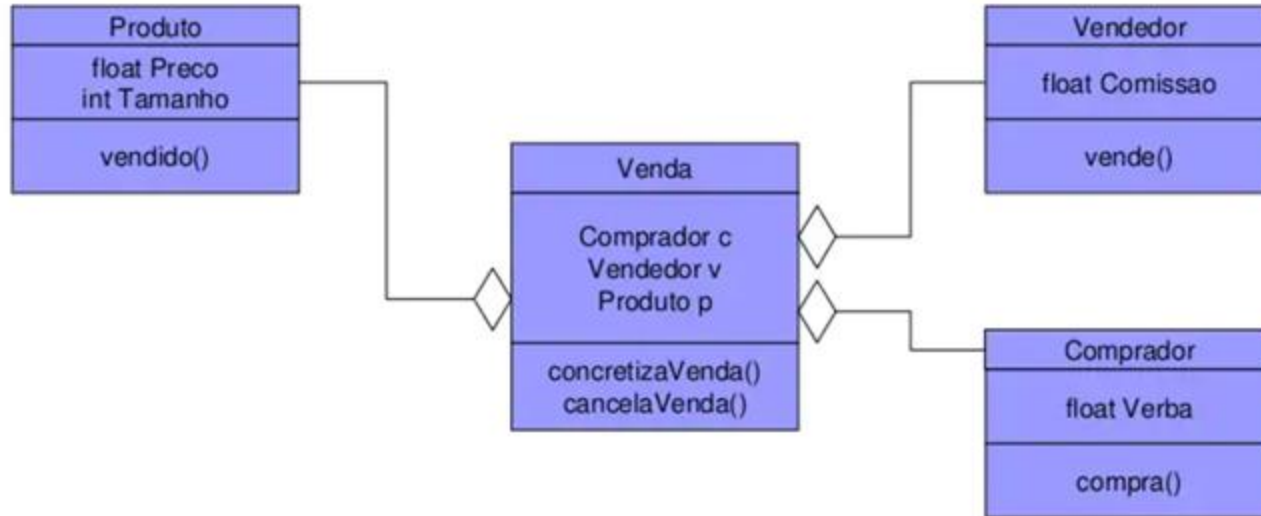 Produto
float Preco
int Tamanho
vendido()
Venda
Comprador c
Vendedor v
Produto p
concretizaVenda()
cancelaVenda()
Vendedor
float Comissao
vende()
Comprador
float Verba
compra()